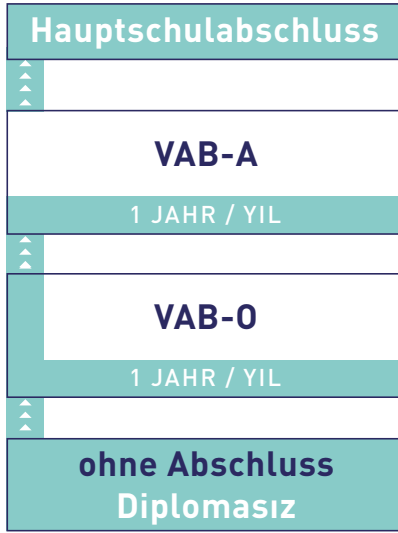 Hauptschulabschluss
VAB-A
1 JAHR / YIL
VAB-O
1 JAHR / YIL
ohne Abschluss
Diplomasız